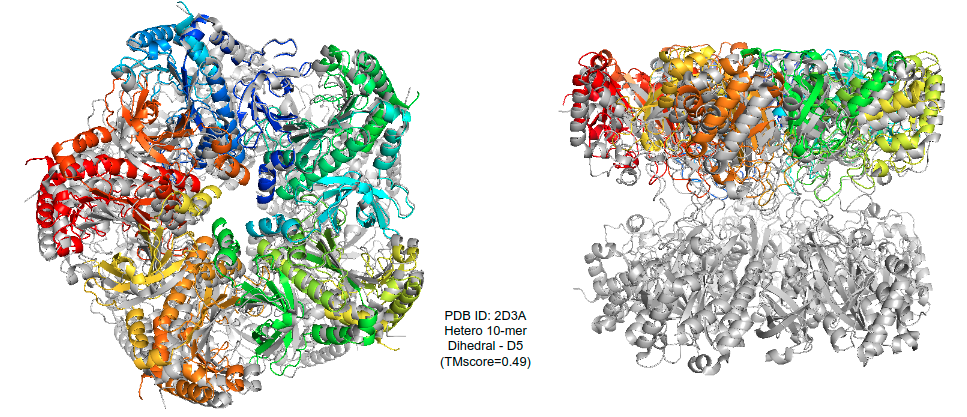 PDB ID: 2D3A
Hetero 10-mer
Dihedral - D5
(TMscore=0.49)